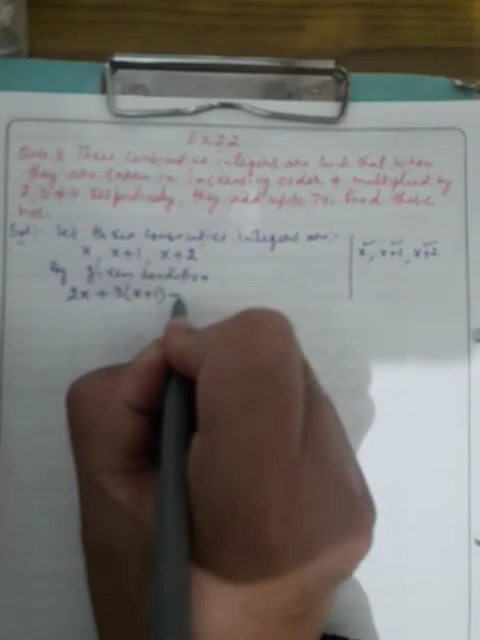 Ex 2.2
Ques 8 Three consecutive integers are such that when
they are taken in increasing order & multiplied by
2, 3 & 4 respectively, they add up to 74. Find these
nos.
Sol:- Let three consecutive integers are:-
x, x+1, x+2
By given condition
2x + 3(x+1)
x, x+1, x+2